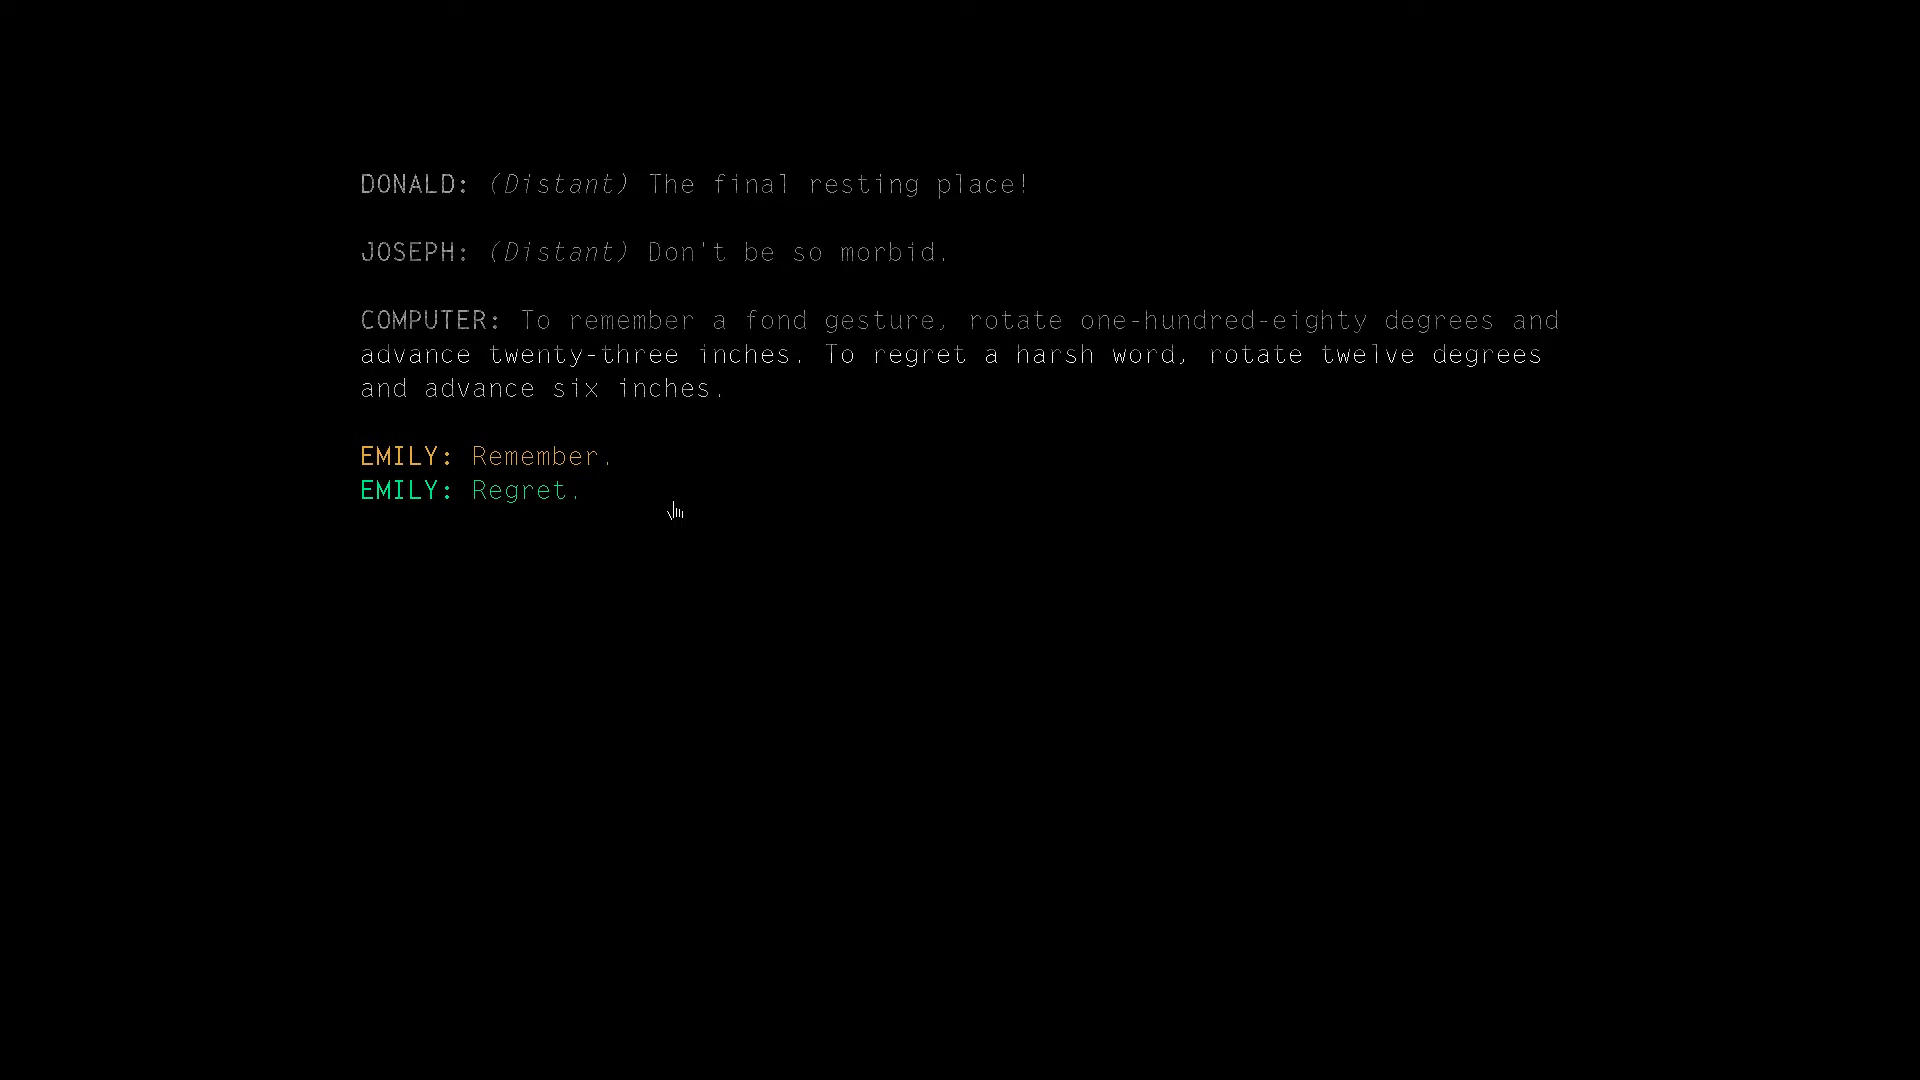 DONALD: (Distant) The final resting place!
JOSEPH: (Distant) Don't be so morbid.
COMPUTER: To remember a fond gesture, rotate one-hundred-eighty degrees and
advance twenty-three inches. To regret a harsh word, rotate twelve degrees
and advance six inches.
EMILY: Remember.
EMILY: Regret.